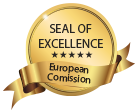 SEAL OF
EXCELLENCE
★★★★★
European
Comission